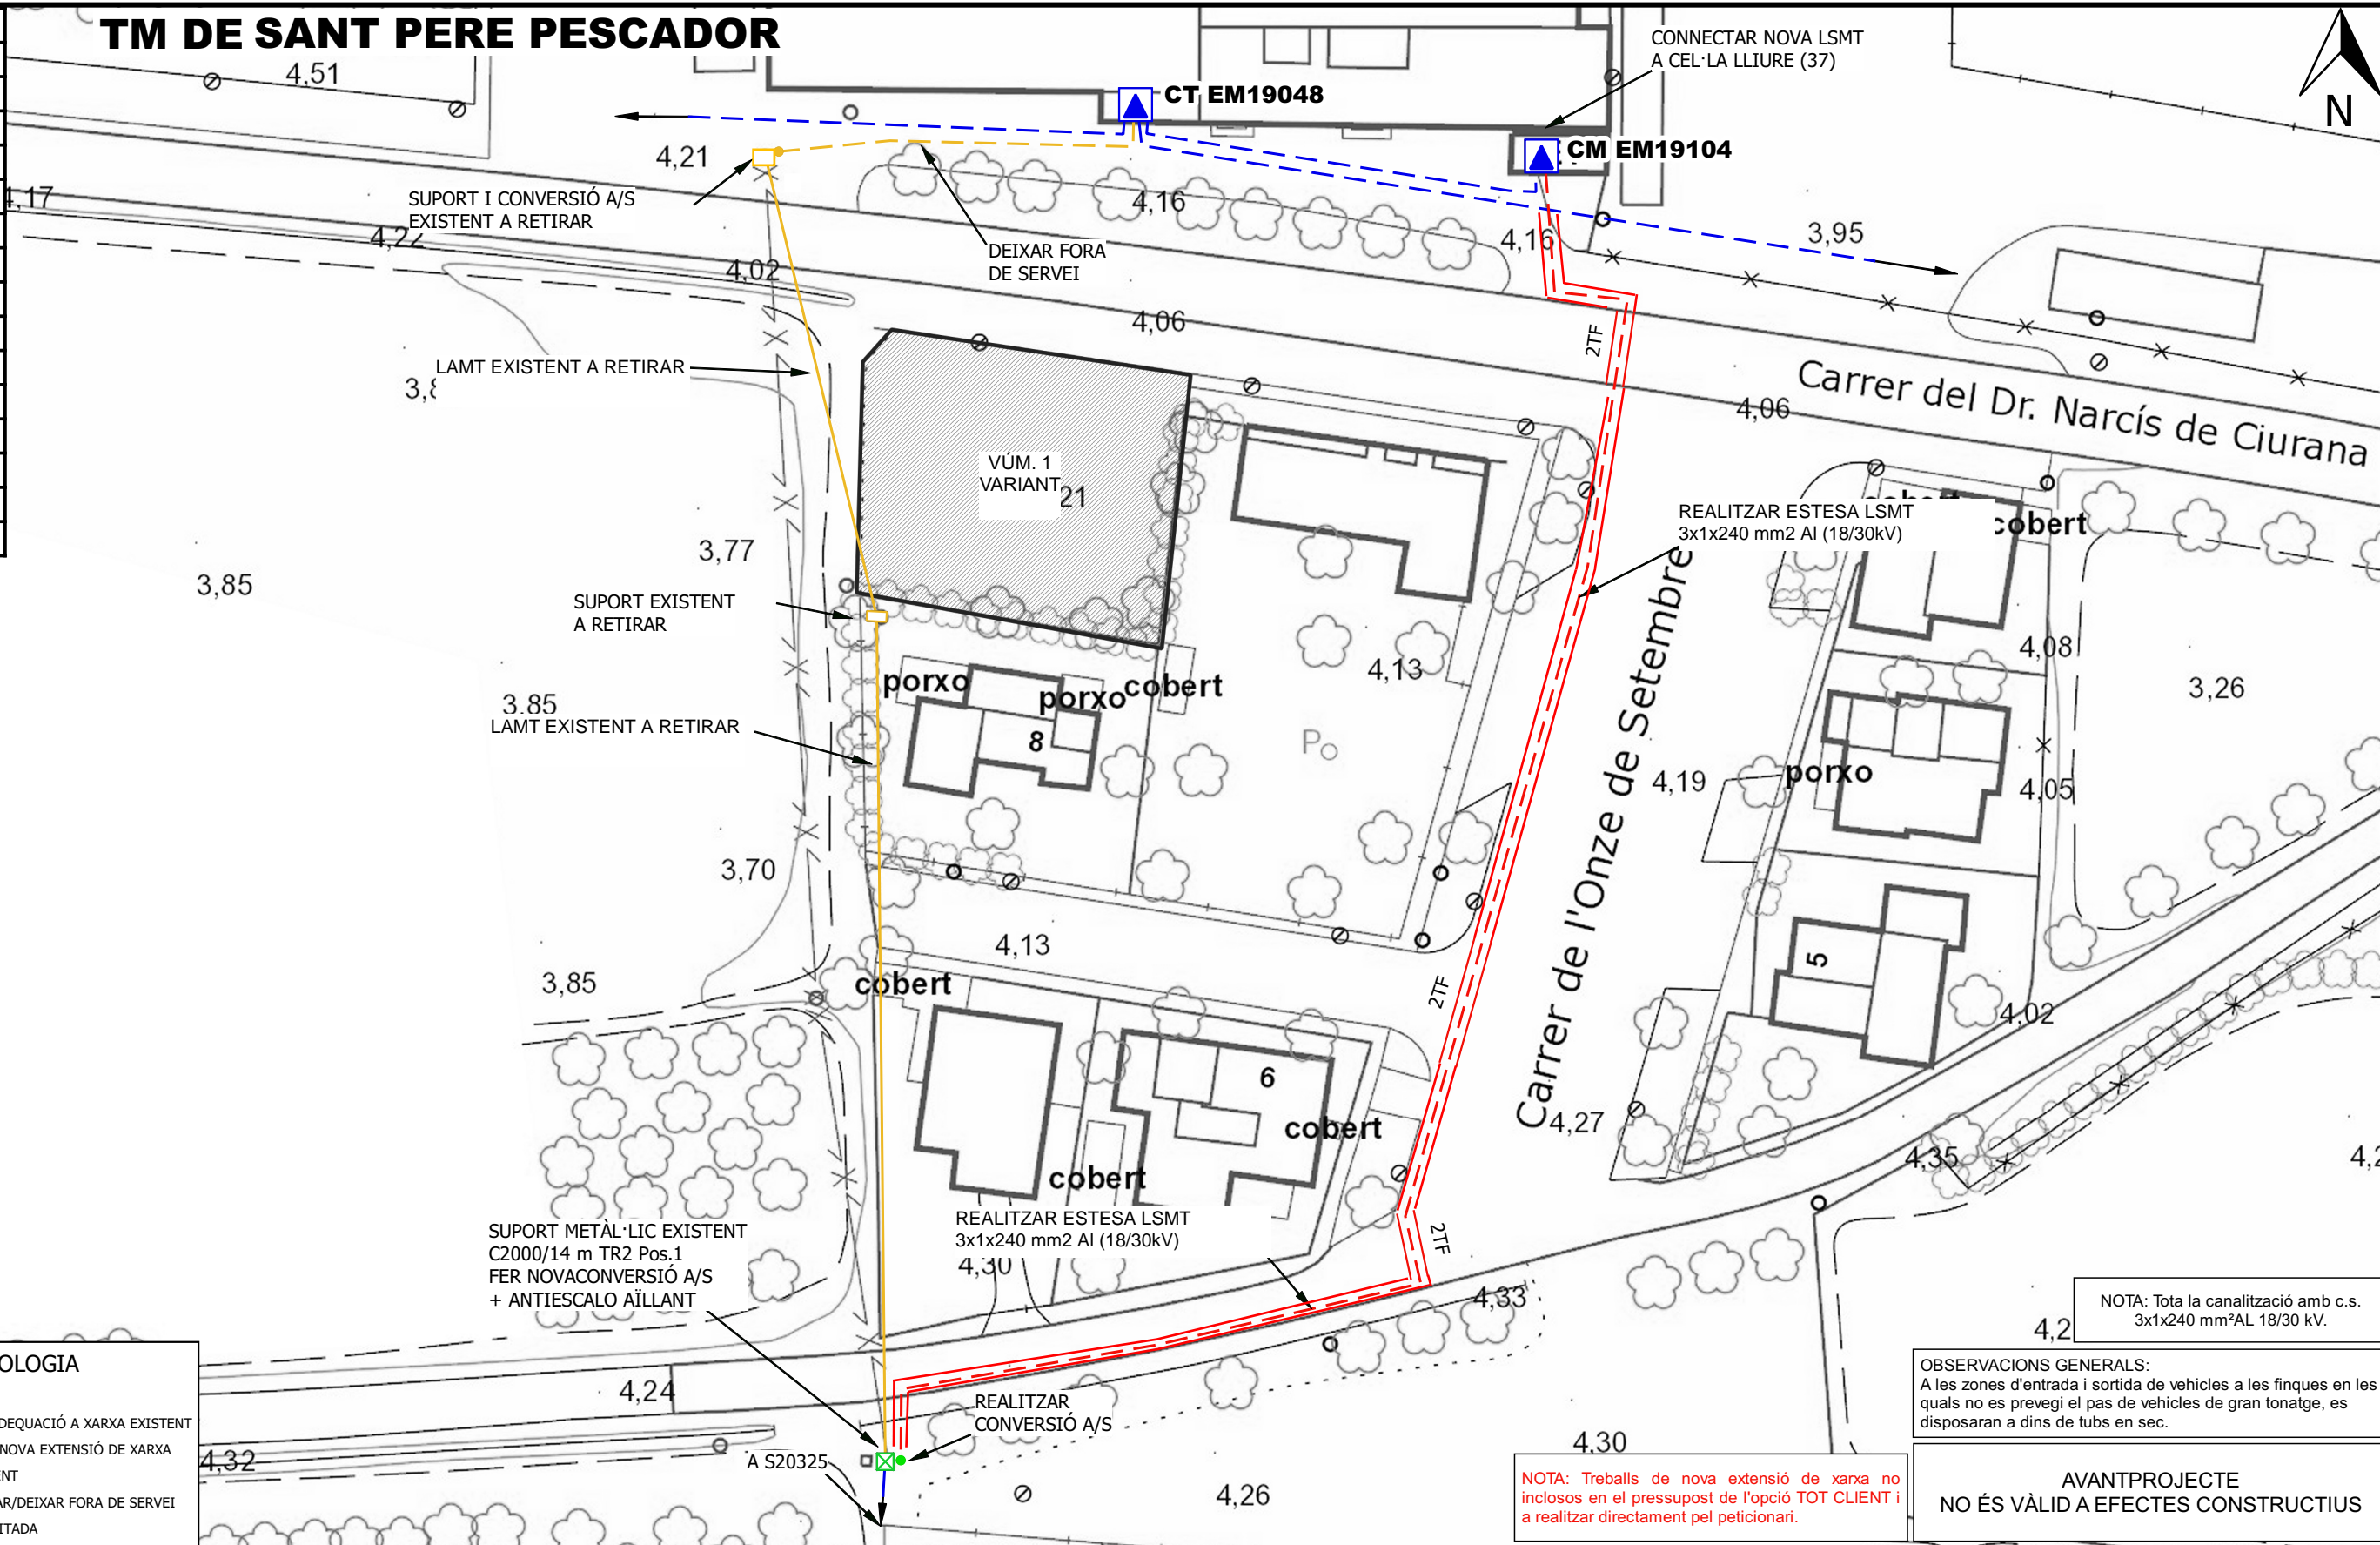 TM DE SANT PERE PESCADOR
4,51
CONNECTAR NOVA LSMT
A CEL·LA LLIURE (37)
N
CT EM19048
CM EM19104
4,21
SUPORT I CONVERSIÓ A/S
EXISTENT A RETIRAR
4,17
4,22
4,02
4,16
4,16
3,95
DEIXAR FORA
DE SERVEI
4,06
2TF
LAMT EXISTENT A RETIRAR
Carrer del Dr. Narcís de Ciurana
4,06
VÚM. 1
VARIANT
21
REALITZAR ESTESA LSMT
3x1x240 mm2 Al (18/30kV)
cobert
cobert
3,77
3,85
SUPORT EXISTENT
A RETIRAR
Carrer de l'Onze de Setembre
4,08
3,26
4,13
porxo
porxo
cobert
3,85
LAMT EXISTENT A RETIRAR
8
Po
4,19
porxo
4,05
3,70
4,13
3,85
cobert
2TF
5
4,02
6
cobert
4,27
4,35
cobert
SUPORT METÀL·LIC EXISTENT
C2000/14 m TR2 Pos.1
FER NOVACONVERSIÓ A/S
+ ANTIESCALO AÏLLANT
REALITZAR ESTESA LSMT
3x1x240 mm2 Al (18/30kV)
4,30
2TF
4,33
NOTA: Tota la canalització amb c.s.
3x1x240 mm²AL 18/30 kV.
4,2
OLOGIA
DEQUACIÓ A XARXA EXISTENT
NOVA EXTENSIÓ DE XARXA
ENT
AR/DEIXAR FORA DE SERVEI
ITADA
4,24
4,32
REALITZAR
CONVERSIÓ A/S
A S20325
4,26
4,30
OBSERVACIONS GENERALS:
A les zones d'entrada i sortida de vehicles a les finques en les
quals no es prevegi el pas de vehicles de gran tonatge, es
disposaran a dins de tubs en sec.
NOTA: Treballs de nova extensió de xarxa no
inclosos en el pressupost de l'opció TOT CLIENT i
a realitzar directament pel peticionari.
AVANTPROJECTE
NO ÉS VÀLID A EFECTES CONSTRUCTIUS